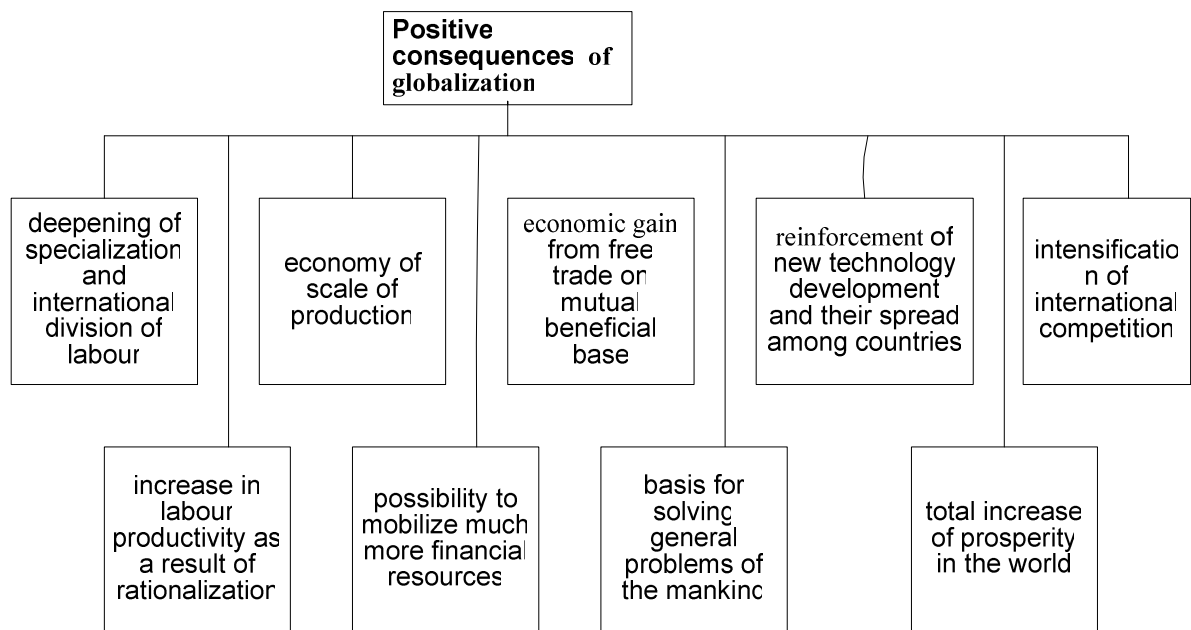 Positive
consequences of
globalization
deepening of
specialization
and
international
division of
labour
economy of
scale of
production
economic gain
from free
trade on
mutual
beneficial
base
reinforcement of
new technology
development
and their spread
among countries
intensificatio
n of
international
competition
increase in
labour
productivity as
a result of
rationalization
possibility to
mobilize much
more financial
resources
basis for
solving
general
problems of
the mankind
total increase
of prosperity
in the world